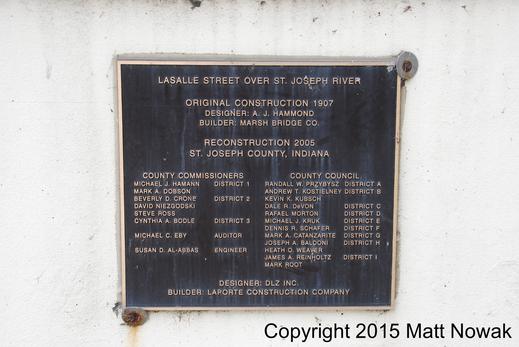 LASALLE STREET OVER ST. JOSEPH RIVER
ORIGINAL CONSTRUCTION 1907
DESIGNER: A. J. HAMMOND
BUILDER: MARSH BRIDGE CO.
RECONSTRUCTION 2005
ST. JOSEPH COUNTY, INDIANA
COUNTY COMMISSIONERS
MICHAEL J. HAMANN DISTRICT 1
MARK A. DOBSON
BEVERLY D. CRONE DISTRICT 2
DAVID NIEZGODSKI
STEVE ROSS
CYNTHIA A. BODLE DISTRICT 3
MICHAEL C. EBY AUDITOR
SUSAN D. AL-ABBAS ENGINEER
COUNTY COUNCIL
RANDALL W. PRZYBYSZ DISTRICT A
ANDREW T. KOSTIELNEY DISTRICT B
KEVIN K. KUBSCH
DALE R. DeVON DISTRICT C
RAFAEL MORTON DISTRICT D
MICHAEL J. KRUK DISTRICT E
DENNIS R. SCHAFER DISTRICT F
MARK A. CATANZARITE DISTRICT G
JOSEPH A. BALDONI DISTRICT H
HEATH O. WEAVER
JAMES A. REINHOLTZ DISTRICT I
MARK ROOT
DESIGNER: DLZ INC.
BUILDER: LAPORTE CONSTRUCTION COMPANY
Copyright 2015 Matt Nowak